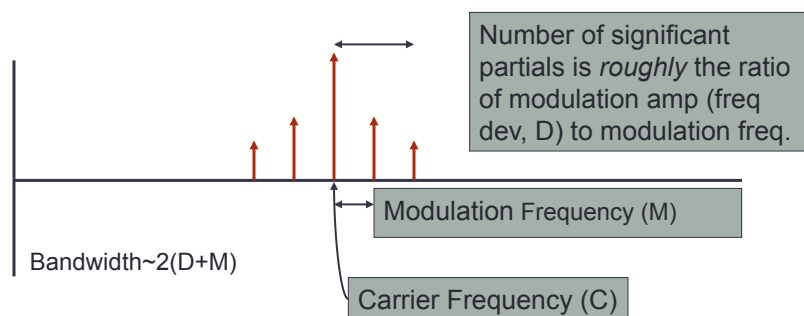 Number of significant
partials is roughly the ratio
of modulation amp (freq
dev, D) to modulation freq.
Modulation Frequency (M)
Bandwidth~2(D+M)
Carrier Frequency (C)